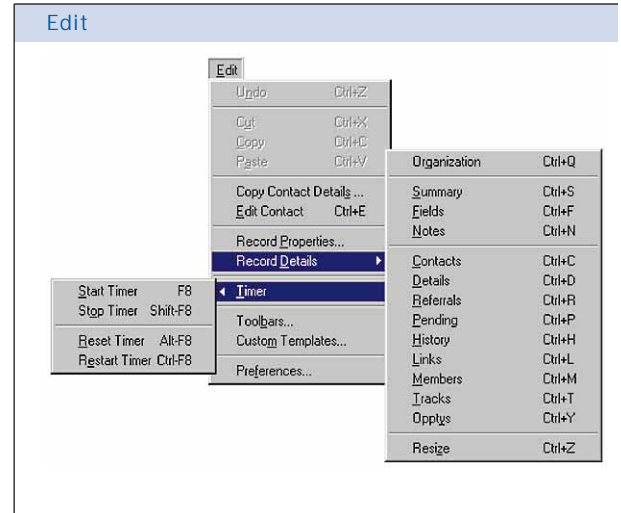 Edit
Edit
Undo Ctrl+Z
Cut Ctrl+X
Copy Ctrl+C
Paste Ctrl+V
Copy Contact Details ...
Edit Contact Ctrl+E
Record Properties...
Record Details
Timer
Toolbars...
Custom Templates...
Preferences...
Start Timer F8
Stop Timer Shift-F8
Reset Timer Alt-F8
Restart Timer Ctrl-F8
Organization Ctrl+Q
Summary Ctrl+S
Fields Ctrl+F
Notes Ctrl+N
Contacts Ctrl+C
Details Ctrl+D
Referrals Ctrl+R
Pending Ctrl+P
History Ctrl+H
Links Ctrl+L
Members Ctrl+M
Tracks Ctrl+T
Opptys Ctrl+Y
Resize Ctrl+Z